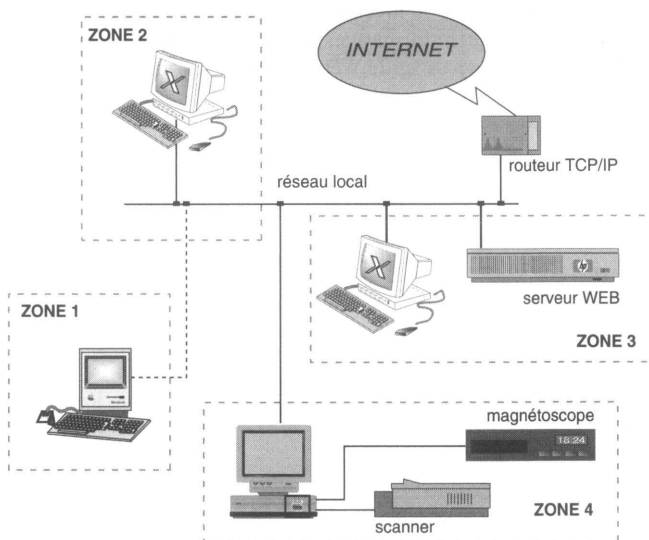 ZONE 2
INTERNET
routeur TCP/IP
réseau local
X
X
hp
serveur WEB
ZONE 3
ZONE 1
magnétoscope
18:24
ZONE 4
scanner